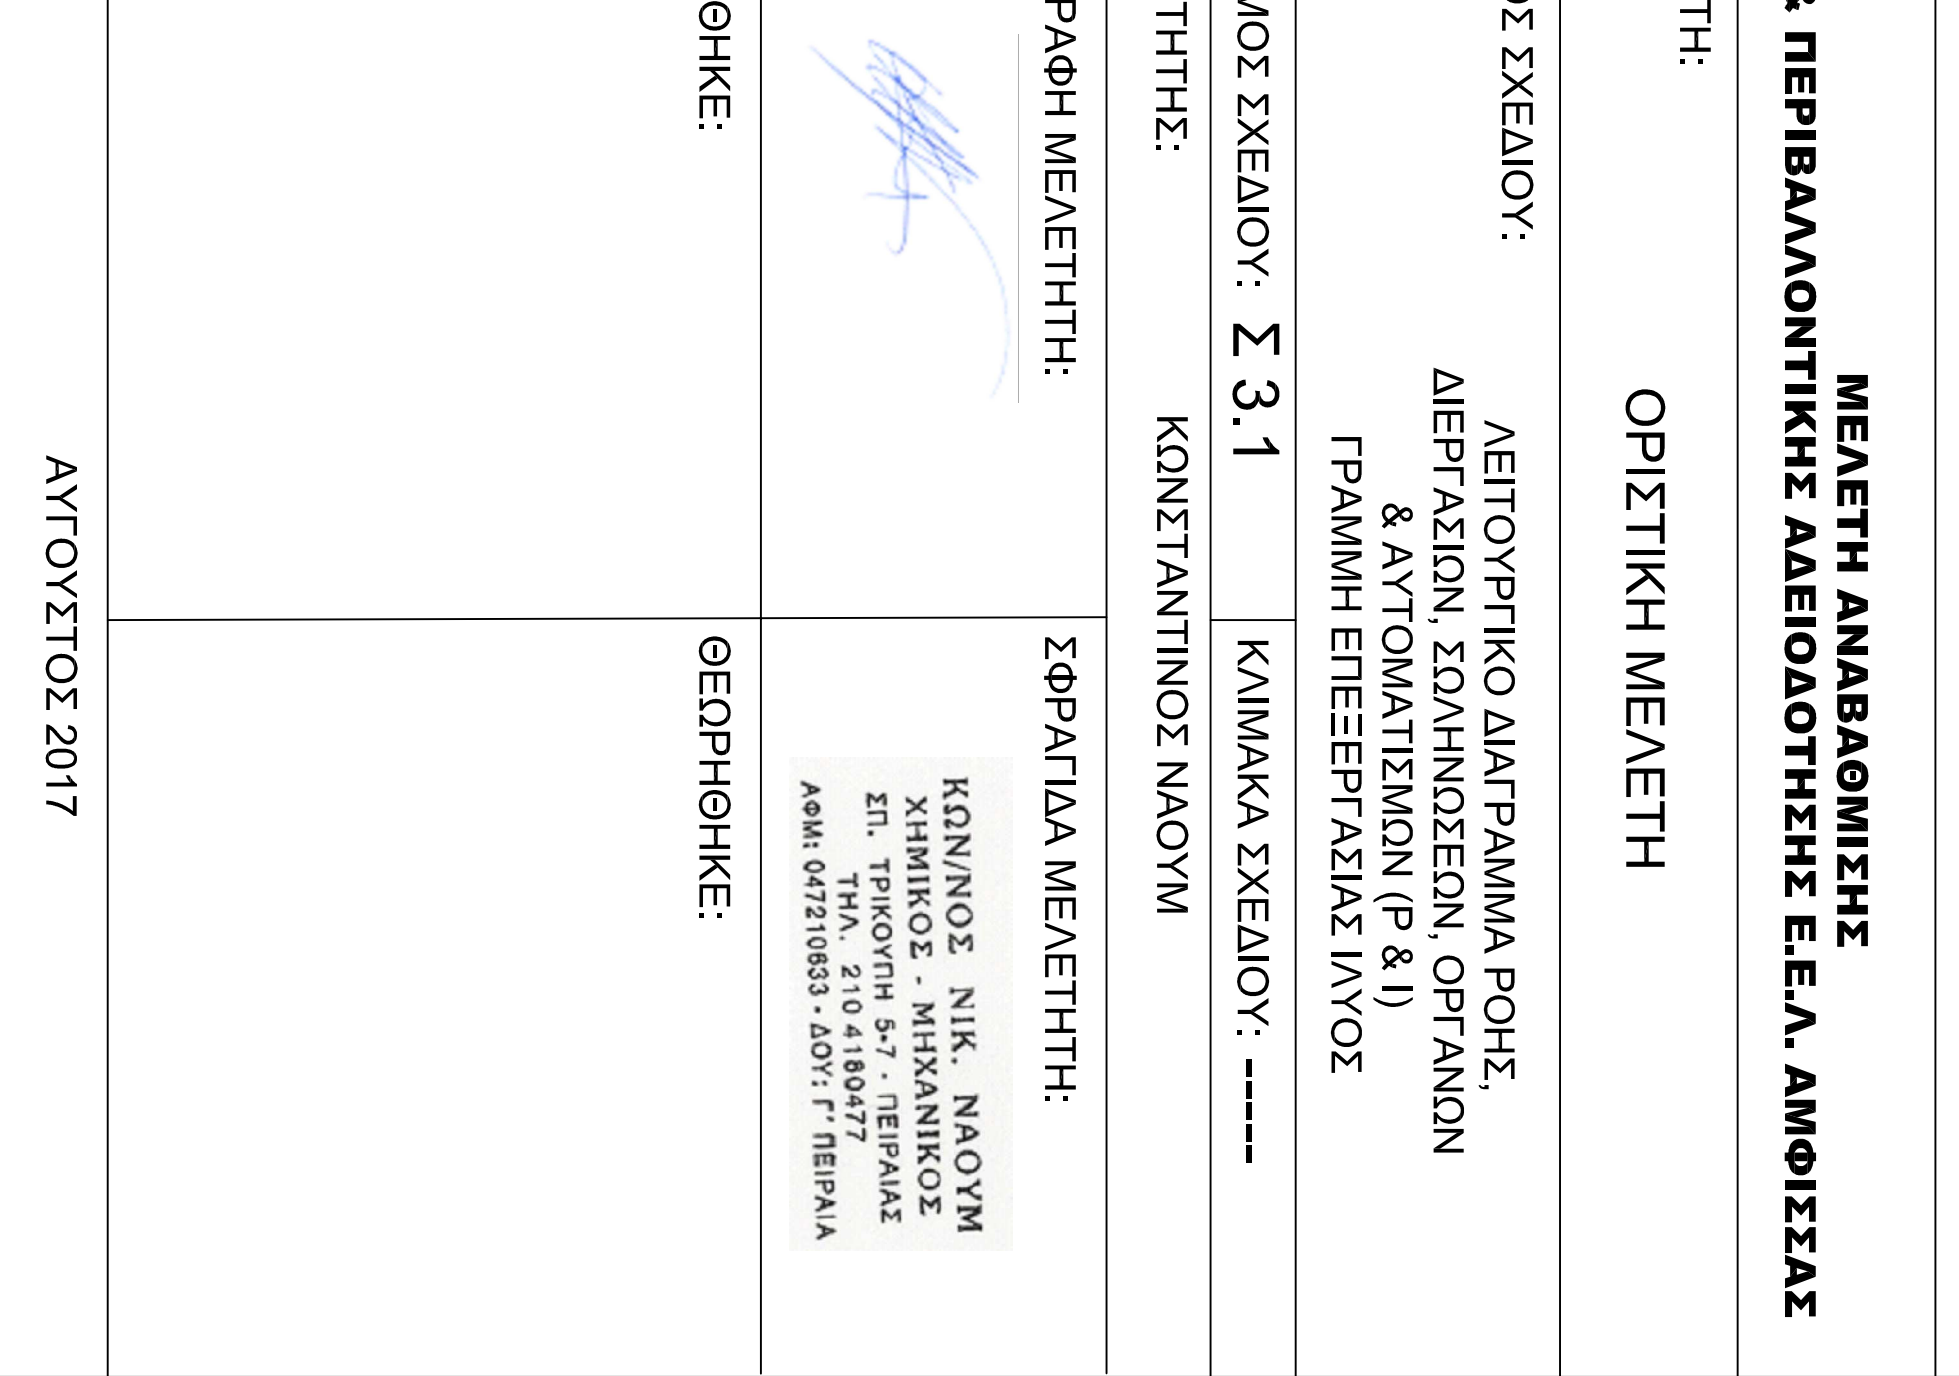 ΜΕΛΕΤΗ ΑΝΑΒΑΘΜΙΣΗΣ
& ΠΕΡΙΒΑΛΛΟΝΤΙΚΗΣ ΑΔΕΙΟΔΟΤΗΣΗΣ Ε.Ε.Λ. ΑΜΦΙΣΣΑΣ
ΤΗ:
ΟΡΙΣΤΙΚΗ ΜΕΛΕΤΗ
ΟΣ ΣΧΕΔΙΟΥ:
ΛΕΙΤΟΥΡΓΙΚΟ ΔΙΑΓΡΑΜΜΑ ΡΟΗΣ,
ΔΙΕΡΓΑΣΙΩΝ, ΣΩΛΗΝΩΣΕΩΝ, ΟΡΓΑΝΩΝ
& ΑΥΤΟΜΑΤΙΣΜΩΝ (P & I)
ΓΡΑΜΜΗ ΕΠΕΞΕΡΓΑΣΙΑΣ ΙΛΥΟΣ
ΜΟΣ ΣΧΕΔΙΟΥ: Σ 3.1
ΚΛΙΜΑΚΑ ΣΧΕΔΙΟΥ: -----
ΤΗΤΗΣ: ΚΩΝΣΤΑΝΤΙΝΟΣ ΝΑΟΥΜ
ΡΑΦΗ ΜΕΛΕΤΗΤΗ:
ΣΦΡΑΓΙΔΑ ΜΕΛΕΤΗΤΗ:
ΚΩΝ/ΝΟΣ ΝΙΚ. ΝΑΟΥΜ
ΧΗΜΙΚΟΣ - ΜΗΧΑΝΙΚΟΣ
ΣΠ. ΤΡΙΚΟΥΠΗ 5-7 - ΠΕΙΡΑΙΑΣ
ΤΗΛ. 210 4180477
ΑΦΜ: 047210633 - ΔΟΥ: Γ' ΠΕΙΡΑΙΑ
ΘΗΚΕ:
ΘΕΩΡΗΘΗΚΕ:
ΑΥΓΟΥΣΤΟΣ 2017